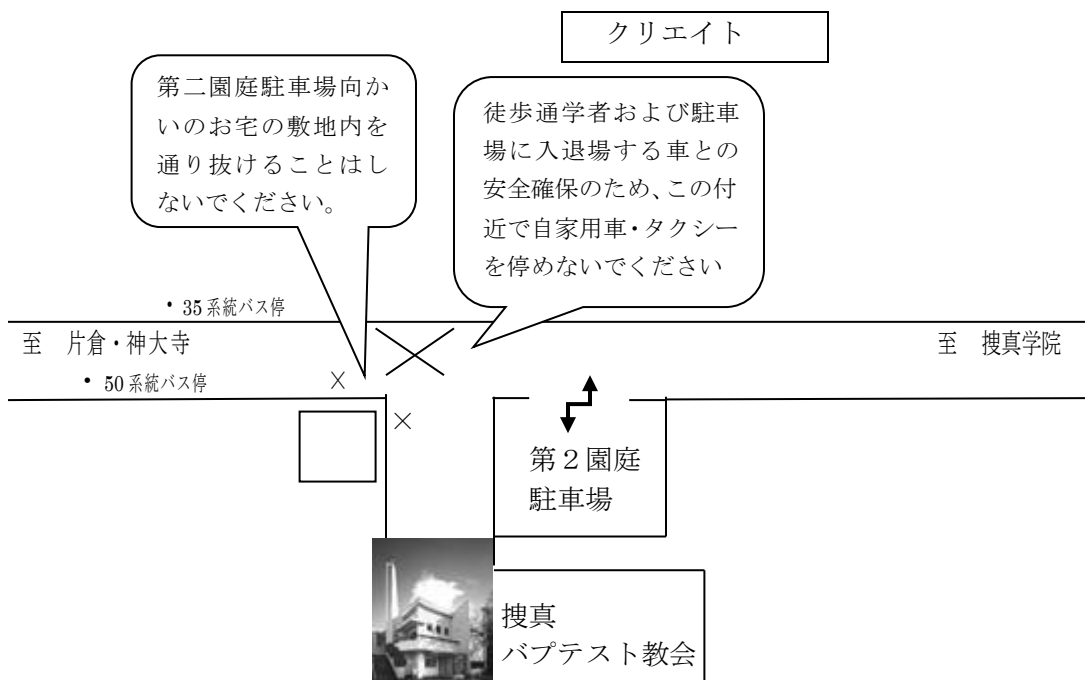 クリエイト
第二園庭駐車場向か
いのお宅の敷地内を
通り抜けることはし
ないでください。
徒歩通学者および駐車
場に入退場する車との
安全確保のため、この付
近で自家用車・タクシー
を停めないでください
・35系統バス停
至 片倉・神大寺
至 捜真学院
・50系統バス停
第２園庭
駐車場
捜真
バプテスト教会